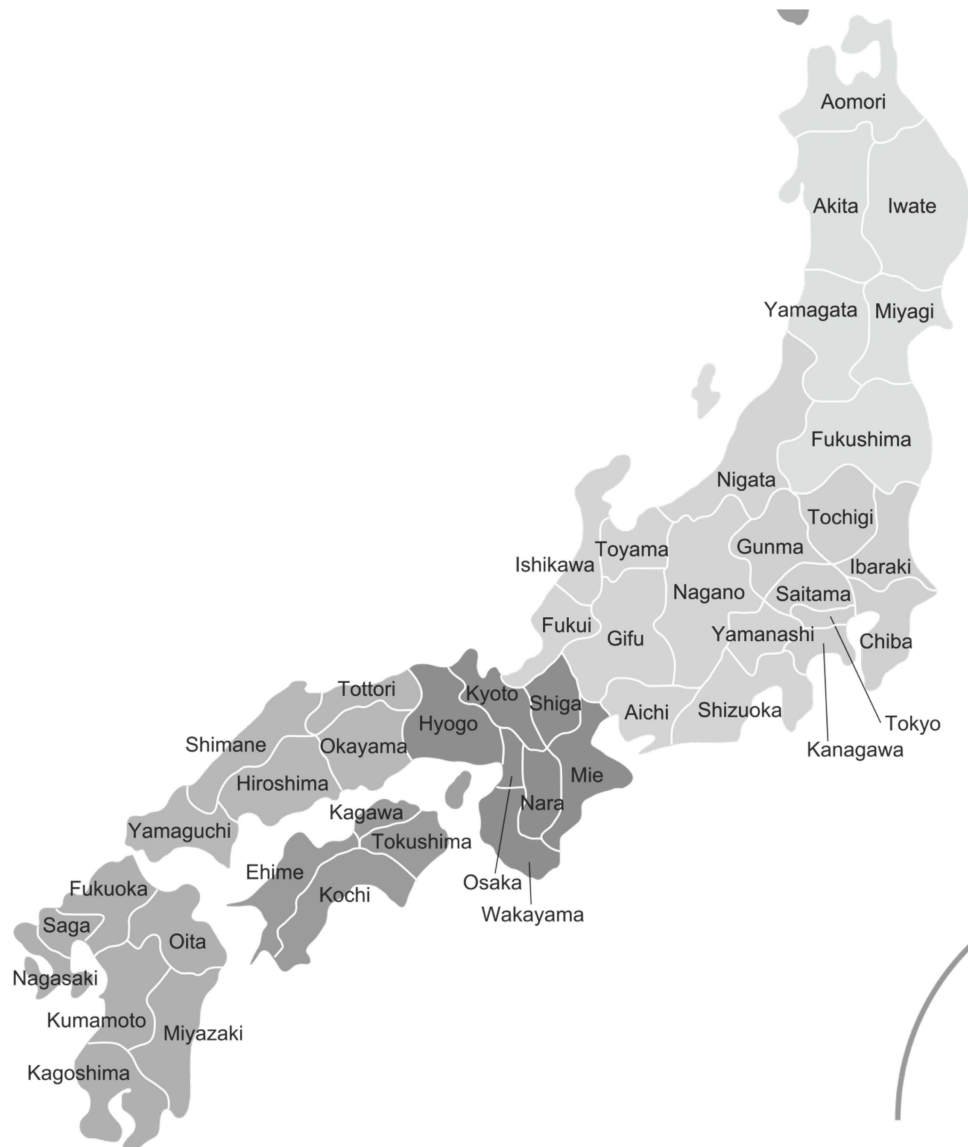 Aomori
Akita
Iwate
Yamagata
Miyagi
Fukushima
Nigata
Tochigi
Gunma
Toyama
Ishikawa
Ibaraki
Nagano
Saitama
Fukui
Gifu
Yamanashi
Chiba
Tottori
Kyoto
Shiga
Hyogo
Aichi
Shizuoka
Tokyo
Kanagawa
Shimane
Okayama
Mie
Hiroshima
Nara
Kagawa
Yamaguchi
Tokushima
Ehime
Osaka
Kochi
Fukuoka
Wakayama
Saga
Oita
Nagasaki
Kumamoto
Miyazaki
Kagoshima